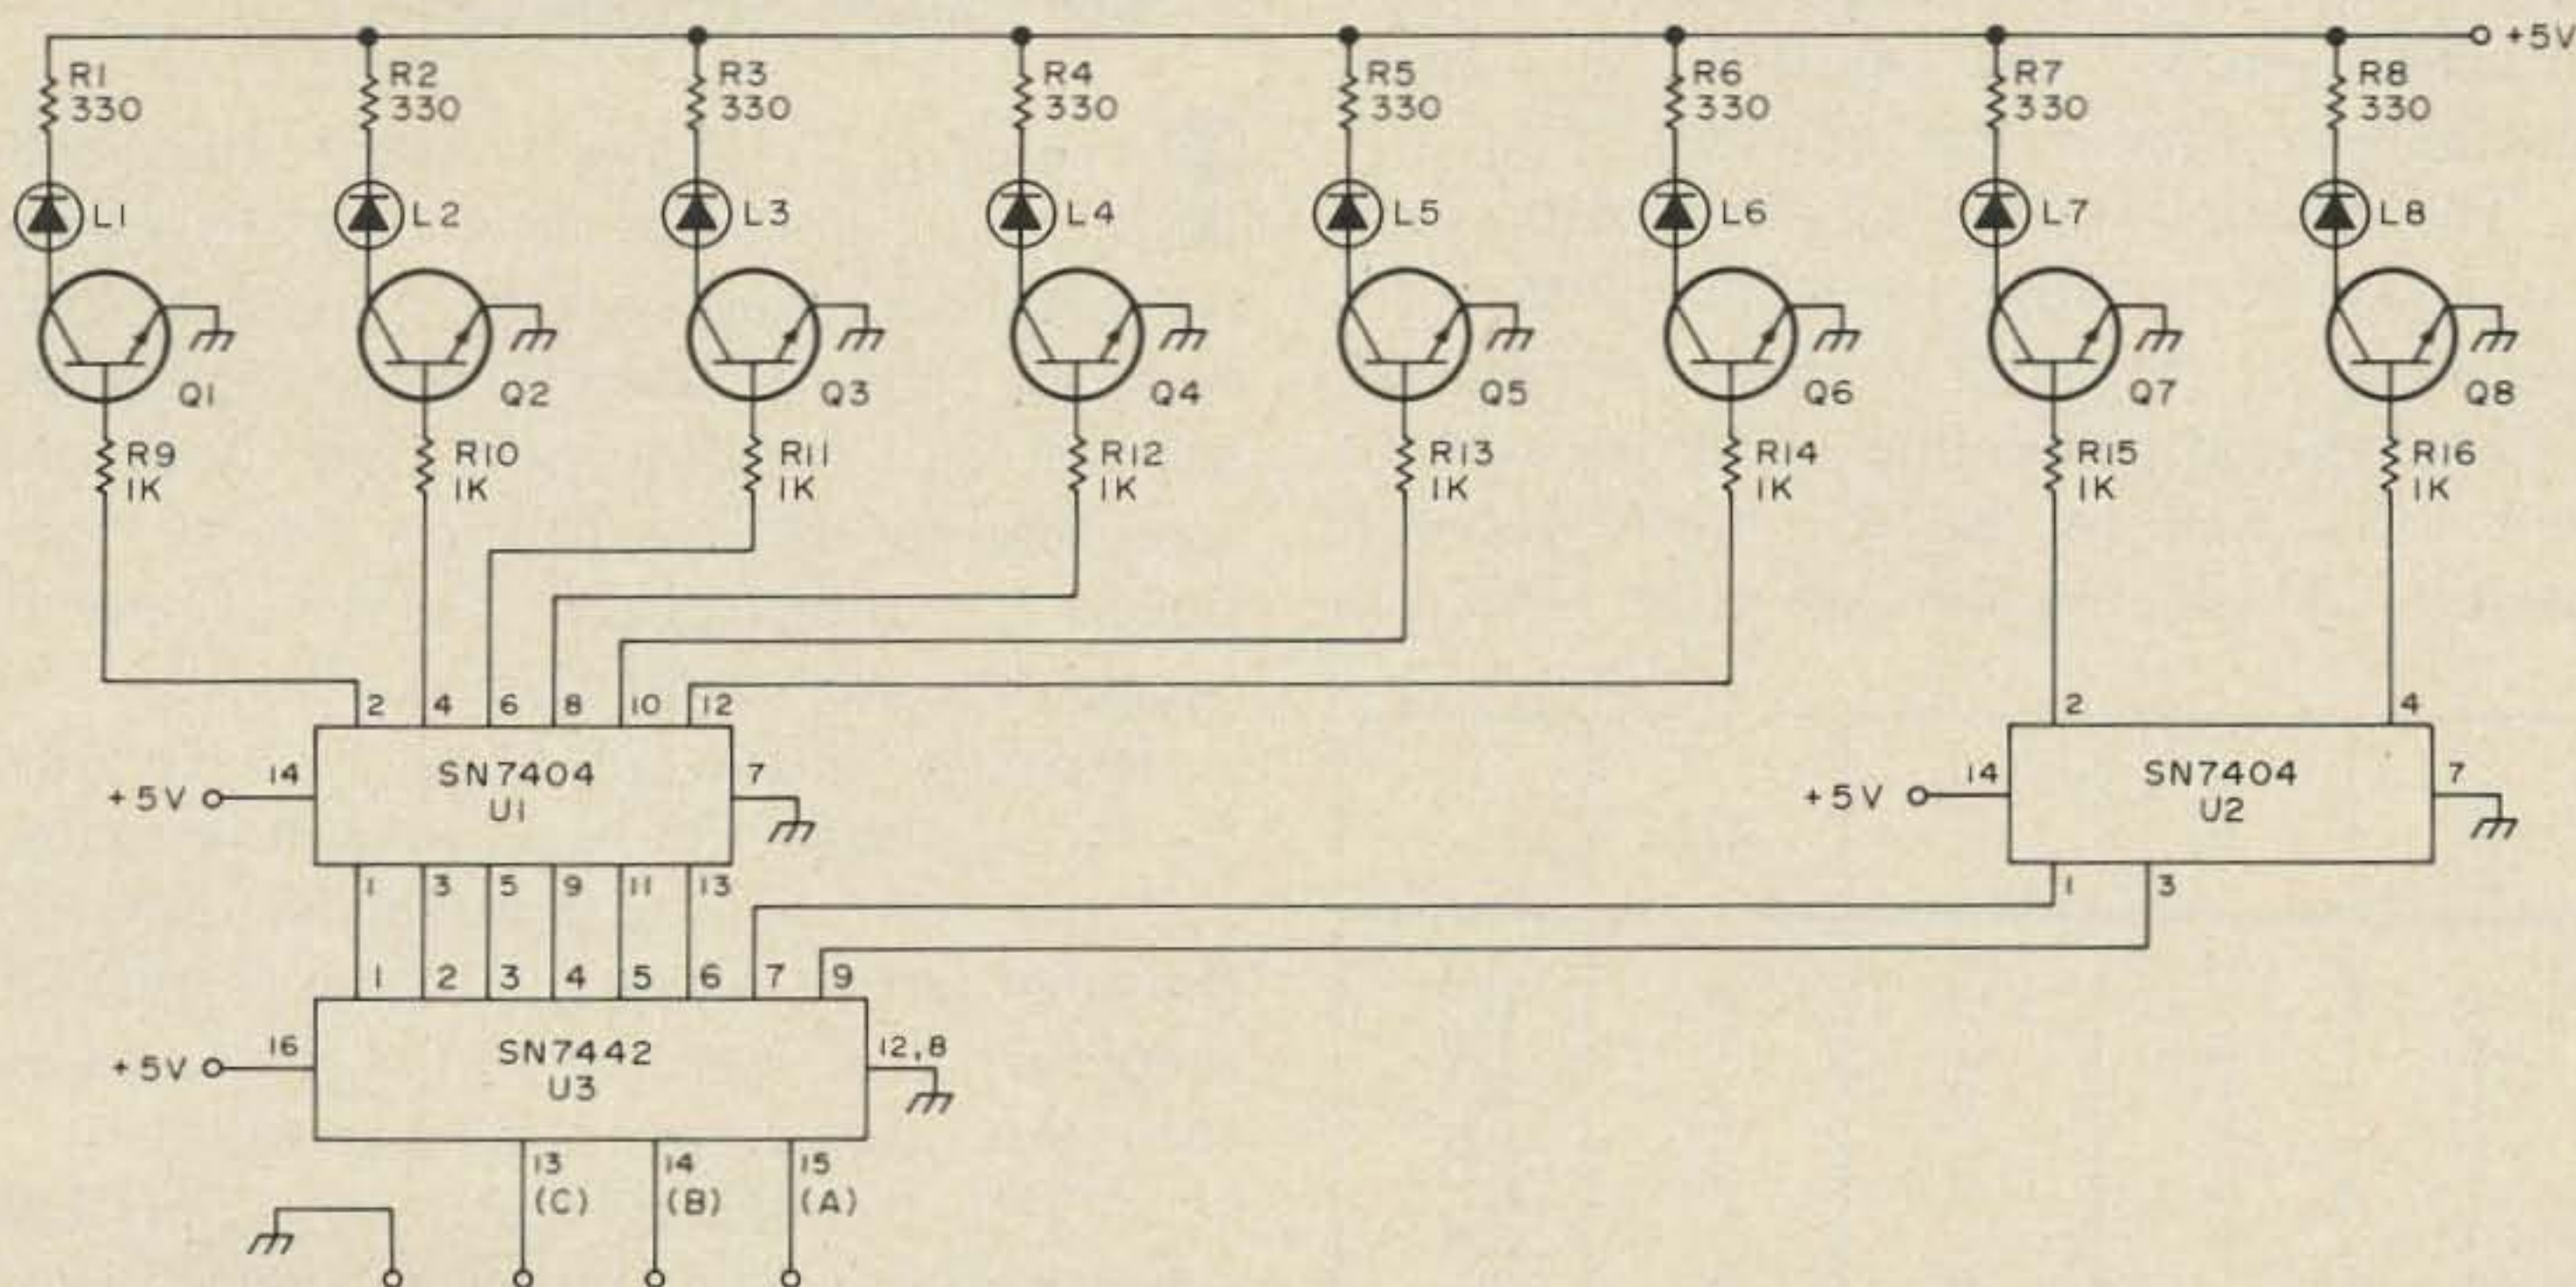 +5V
R1
330
R2
330
R3
330
R4
330
R5
330
R6
330
R7
330
R8
330
L1
L2
L3
L4
L5
L6
L7
L8
Q1
Q2
Q3
Q4
Q5
Q6
Q7
Q8
R9
1K
R10
1K
R11
1K
R12
1K
R13
1K
R14
1K
R15
1K
R16
1K
2 4 6 8 10 12
2 4
+5V 14
SN7404
U1
7
+5V 14
SN7404
U2
7
1 3 5 9 11 13
1 3
1 2 3 4 5 6 7 9
+5V 16
SN7442
U3
12,8
13
(C)
14
(B)
15
(A)